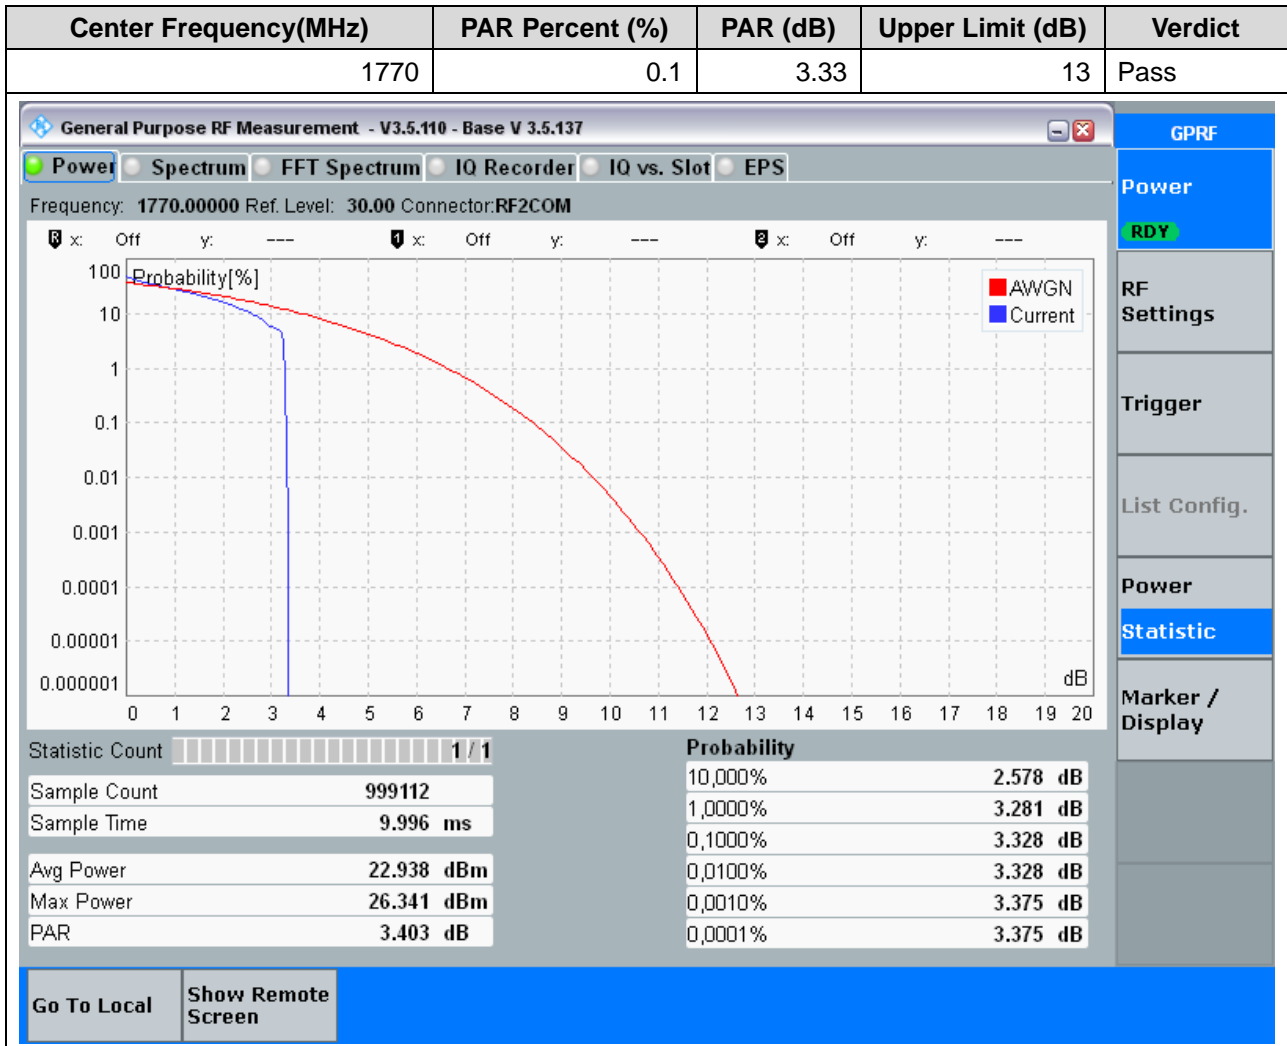 Center Frequency(MHz) PAR Percent (%) PAR (dB) Upper Limit (dB) Verdict
1770 0.1 3.33 13 Pass
General Purpose RF Measurement - V3.5.110 - Base V 3.5.137
Power Spectrum FFT Spectrum IQ Recorder IQ vs. Slot EPS
Frequency: 1770.00000 Ref. Level: 30.00 Connector:RF2COM
R x: Off y: --- 1 x: Off y: --- 2 x: Off y: ---
Probability[%]
100
10
1
0.1
0.01
0.001
0.0001
0.00001
0.000001
AWGN
Current
dB
0 1 2 3 4 5 6 7 8 9 10 11 12 13 14 15 16 17 18 19 20
Statistic Count 1 / 1
Sample Count 999112
Sample Time 9.996 ms
Avg Power 22.938 dBm
Max Power 26.341 dBm
PAR 3.403 dB
Probability
10,000% 2.578 dB
1,0000% 3.281 dB
0,1000% 3.328 dB
0,0100% 3.328 dB
0,0010% 3.375 dB
0,0001% 3.375 dB
GPRF
Power
RDY
RF
Settings
Trigger
List Config.
Power
Statistic
Marker /
Display
Go To Local
Show Remote
Screen